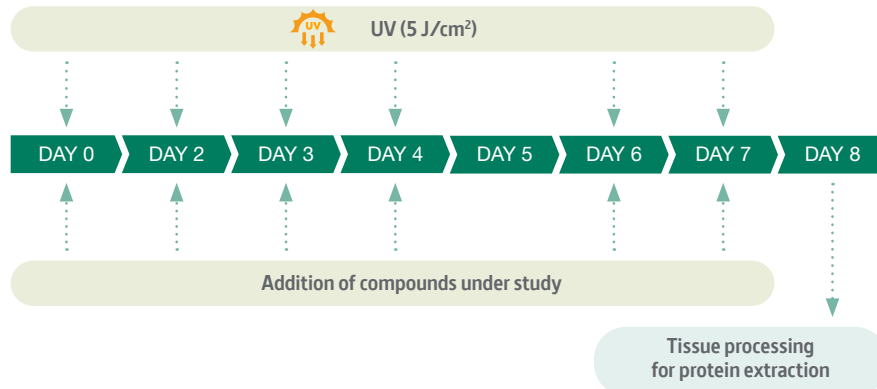 UV
UV (5 J/cm²)
DAY 0 DAY 2 DAY 3 DAY 4 DAY 5 DAY 6 DAY 7 DAY 8
Addition of compounds under study
Tissue processing
for protein extraction